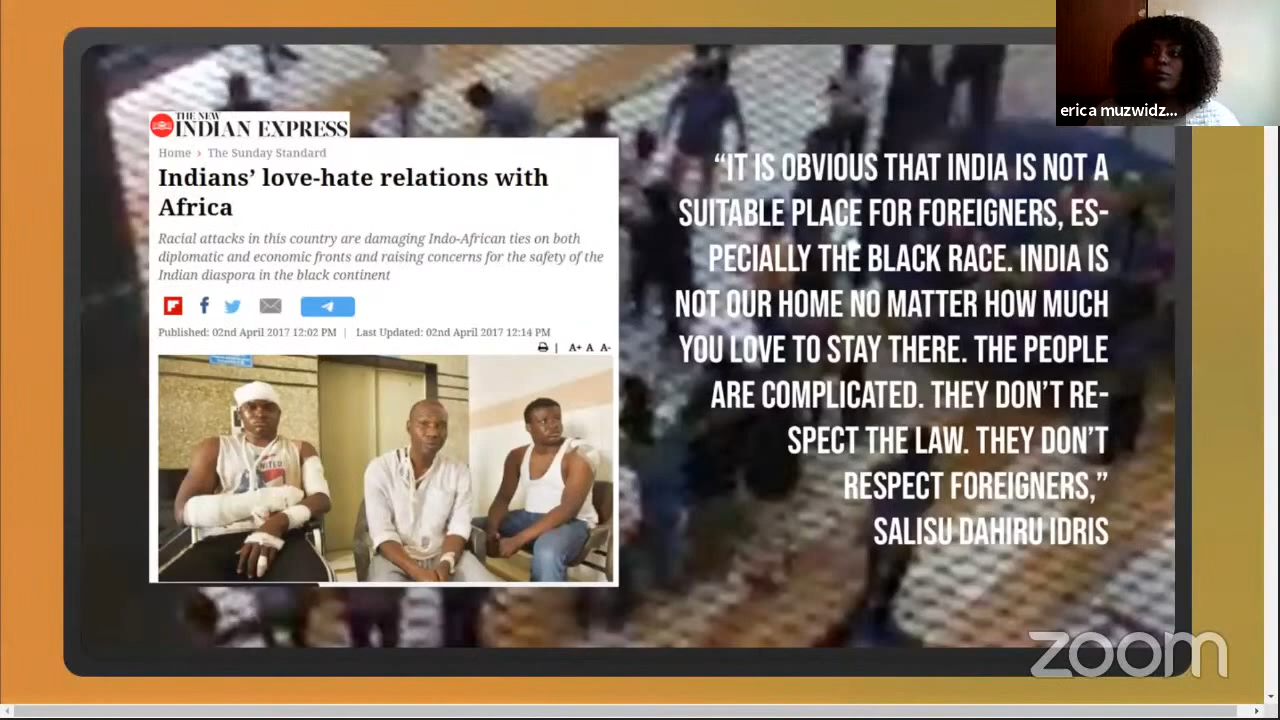 THE NEW
INDIAN EXPRESS
Home › The Sunday Standard
Indians’ love-hate relations with
Africa
Racial attacks in this country are damaging Indo-African ties on both
diplomatic and economic fronts and raising concerns for the safety of the
Indian diaspora in the black continent
Published: 02nd April 2017 12:02 PM | Last Updated: 02nd April 2017 12:14 PM
| A+ A A-
UNITED
“IT IS OBVIOUS THAT INDIA IS NOT A
SUITABLE PLACE FOR FOREIGNERS, ES-
PECIALLY THE BLACK RACE. INDIA IS
NOT OUR HOME NO MATTER HOW MUCH
YOU LOVE TO STAY THERE. THE PEOPLE
ARE COMPLICATED. THEY DON’T RE-
SPECT THE LAW. THEY DON’T
RESPECT FOREIGNERS,”
SALISU DAHIRU IDRIS
erica muzwidz...
zoom